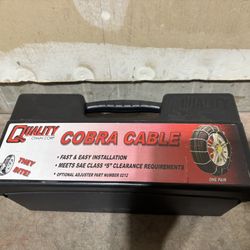 QUALITY
CHAIN CORP
COBRA CABLE
• FAST & EASY INSTALLATION
• MEETS SAE CLASS "S" CLEARANCE REQUIREMENTS
• OPTIONAL ADJUSTER PART NUMBER 0212
THEY
BITE!
ONE PAIR